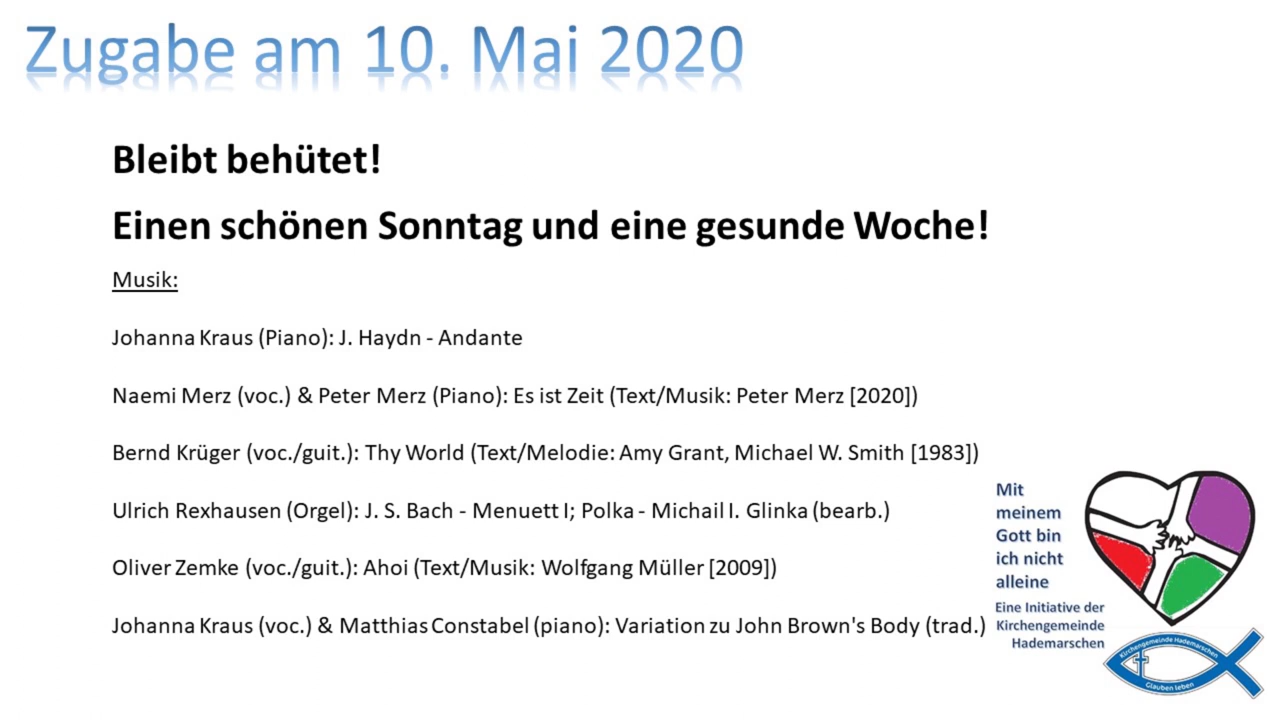 Zugabe am 10. Mai 2020
Bleibt behütet!
Einen schönen Sonntag und eine gesunde Woche!
Musik:
Johanna Kraus (Piano): J. Haydn - Andante
Naemi Merz (voc.) & Peter Merz (Piano): Es ist Zeit (Text/Musik: Peter Merz [2020])
Bernd Krüger (voc./guit.): Thy World (Text/Melodie: Amy Grant, Michael W. Smith [1983])
Ulrich Rexhausen (Orgel): J. S. Bach - Menuett I; Polka - Michail I. Glinka (bearb.)
Oliver Zemke (voc./guit.): Ahoi (Text/Musik: Wolfgang Müller [2009])
Johanna Kraus (voc.) & Matthias Constabel (piano): Variation zu John Brown's Body (trad.)
Mit
meinem
Gott bin
ich nicht
alleine
Eine Initiative der
Kirchengemeinde
Hademarschen
Kirchengemeinde Hademarschen
Glauben leben